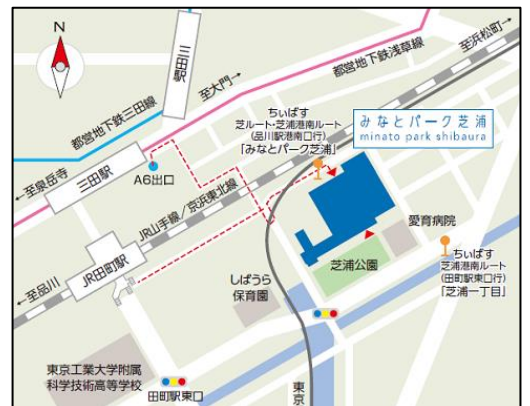 N
三田駅
都営地下鉄三田線
至大門→
都営地下鉄浅草線
至浜松町→
ちぃばす
芝ルート・芝浦港南ルート
(品川駅港南口行)
「みなとパーク芝浦」
みなとパーク芝浦
minato park shibaura
←至泉岳寺
三田駅
A6出口
JR山手線/京浜東北線
←至品川
JR田町駅
愛育病院
芝浦公園
ちぃばす
芝浦港南ルート
(田町駅東口行)
「芝浦一丁目」
しばうら
保育園
東京工業大学附属
科学技術高等学校
田町駅東口
東京